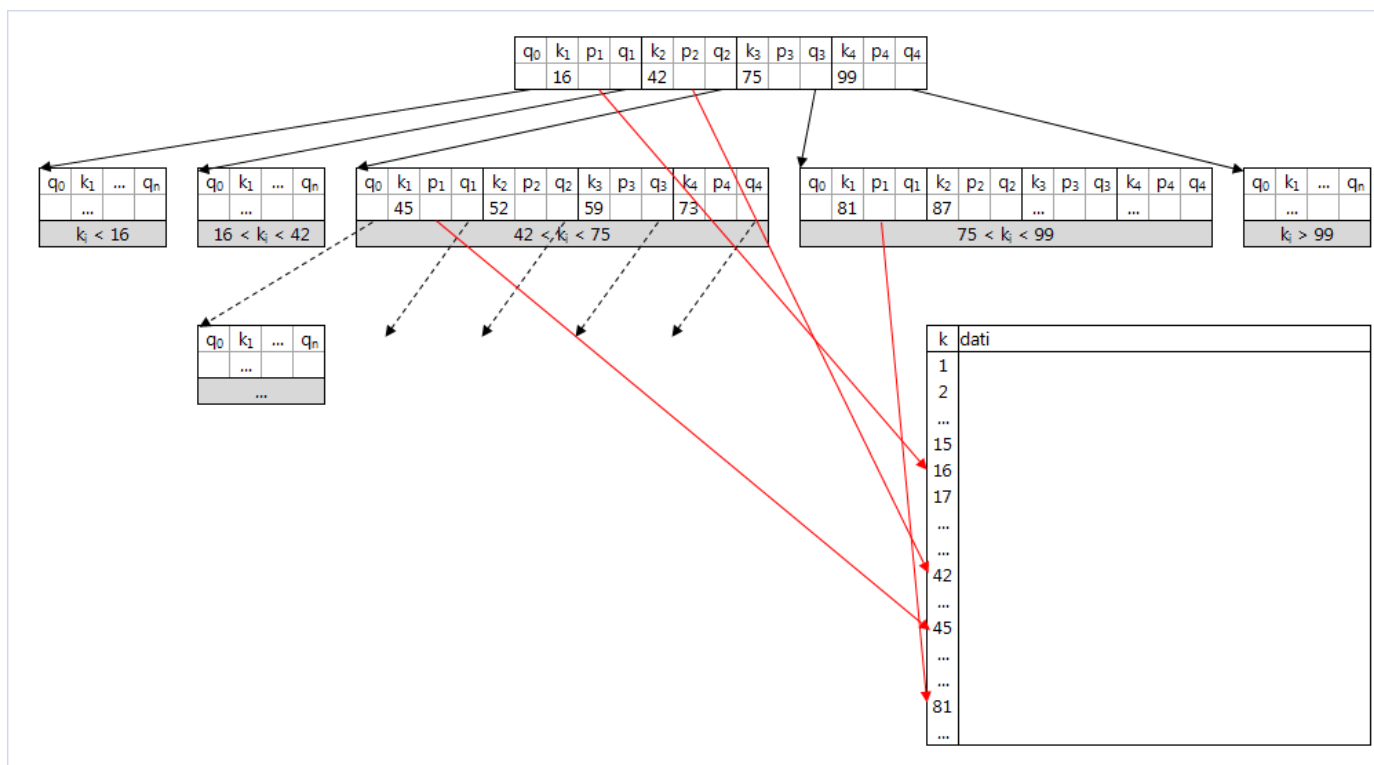 q₀ k₁ p₁ q₁ k₂ p₂ q₂ k₃ p₃ q₃ k₄ p₄ q₄
16 42 75 99
q₀ k₁ ... qₙ
...
kᵢ < 16
q₀ k₁ ... qₙ
...
16 < kᵢ < 42
q₀ k₁ p₁ q₁ k₂ p₂ q₂ k₃ p₃ q₃ k₄ p₄ q₄
45 52 59 73
42 < kᵢ < 75
q₀ k₁ p₁ q₁ k₂ p₂ q₂ k₃ p₃ q₃ k₄ p₄ q₄
81 87 ... ...
75 < kᵢ < 99
q₀ k₁ ... qₙ
...
kᵢ > 99
q₀ k₁ ... qₙ
...
...
k dati
1
2
...
15
16
17
...
...
42
...
45
...
...
81
...